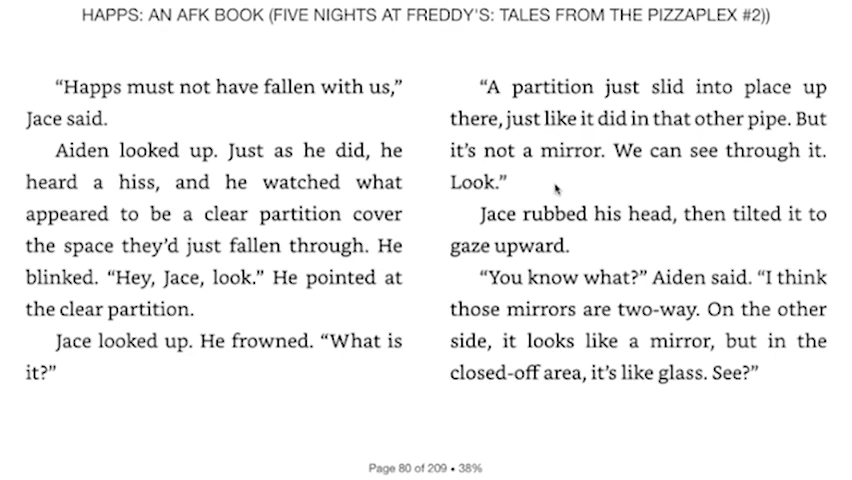 HAPPS: AN AFK BOOK (FIVE NIGHTS AT FREDDY'S: TALES FROM THE PIZZAPLEX #2))
“Happs must not have fallen with us,”
Jace said.
Aiden looked up. Just as he did, he
heard a hiss, and he watched what
appeared to be a clear partition cover
the space they’d just fallen through. He
blinked. “Hey, Jace, look.” He pointed at
the clear partition.
Jace looked up. He frowned. “What is
it?”
“A partition just slid into place up
there, just like it did in that other pipe. But
it’s not a mirror. We can see through it.
Look.”
Jace rubbed his head, then tilted it to
gaze upward.
“You know what?” Aiden said. “I think
those mirrors are two-way. On the other
side, it looks like a mirror, but in the
closed-off area, it’s like glass. See?”
Page 80 of 209 • 38%